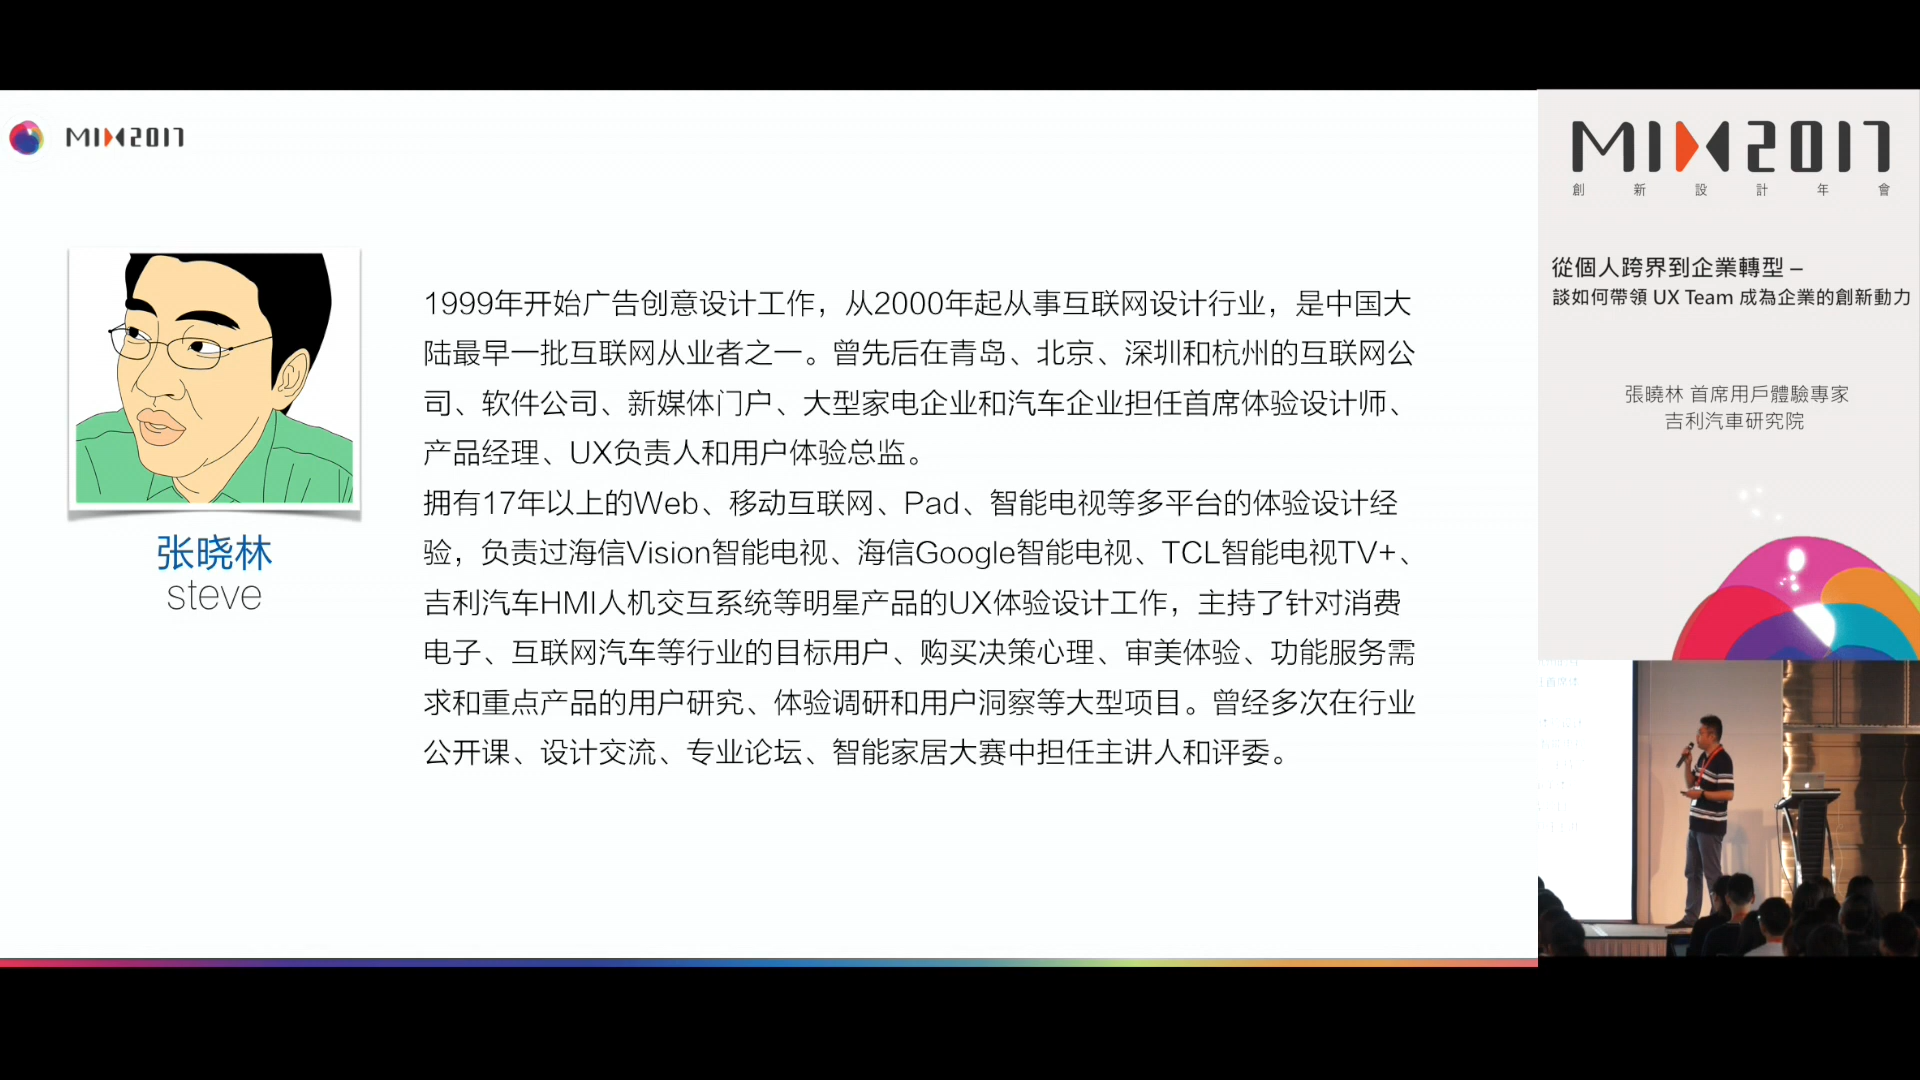 MIX2017
张晓林
steve
1999年开始广告创意设计工作，从2000年起从事互联网设计行业，是中国大
陆最早一批互联网从业者之一。曾先后在青岛、北京、深圳和杭州的互联网公
司、软件公司、新媒体门户、大型家电企业和汽车企业担任首席体验设计师、
产品经理、UX负责人和用户体验总监。
拥有17年以上的Web、移动互联网、Pad、智能电视等多平台的体验设计经
验，负责过海信Vision智能电视、海信Google智能电视、TCL智能电视TV+、
吉利汽车HMI人机交互系统等明星产品的UX体验设计工作，主持了针对消费
电子、互联网汽车等行业的目标用户、购买决策心理、审美体验、功能服务需
求和重点产品的用户研究、体验调研和用户洞察等大型项目。曾经多次在行业
公开课、设计交流、专业论坛、智能家居大赛中担任主讲人和评委。
MIX2017
創新設計年會
從個人跨界到企業轉型 –
談如何帶領 UX Team 成為企業的創新動力
張曉林 首席用戶體驗專家
吉利汽車研究院